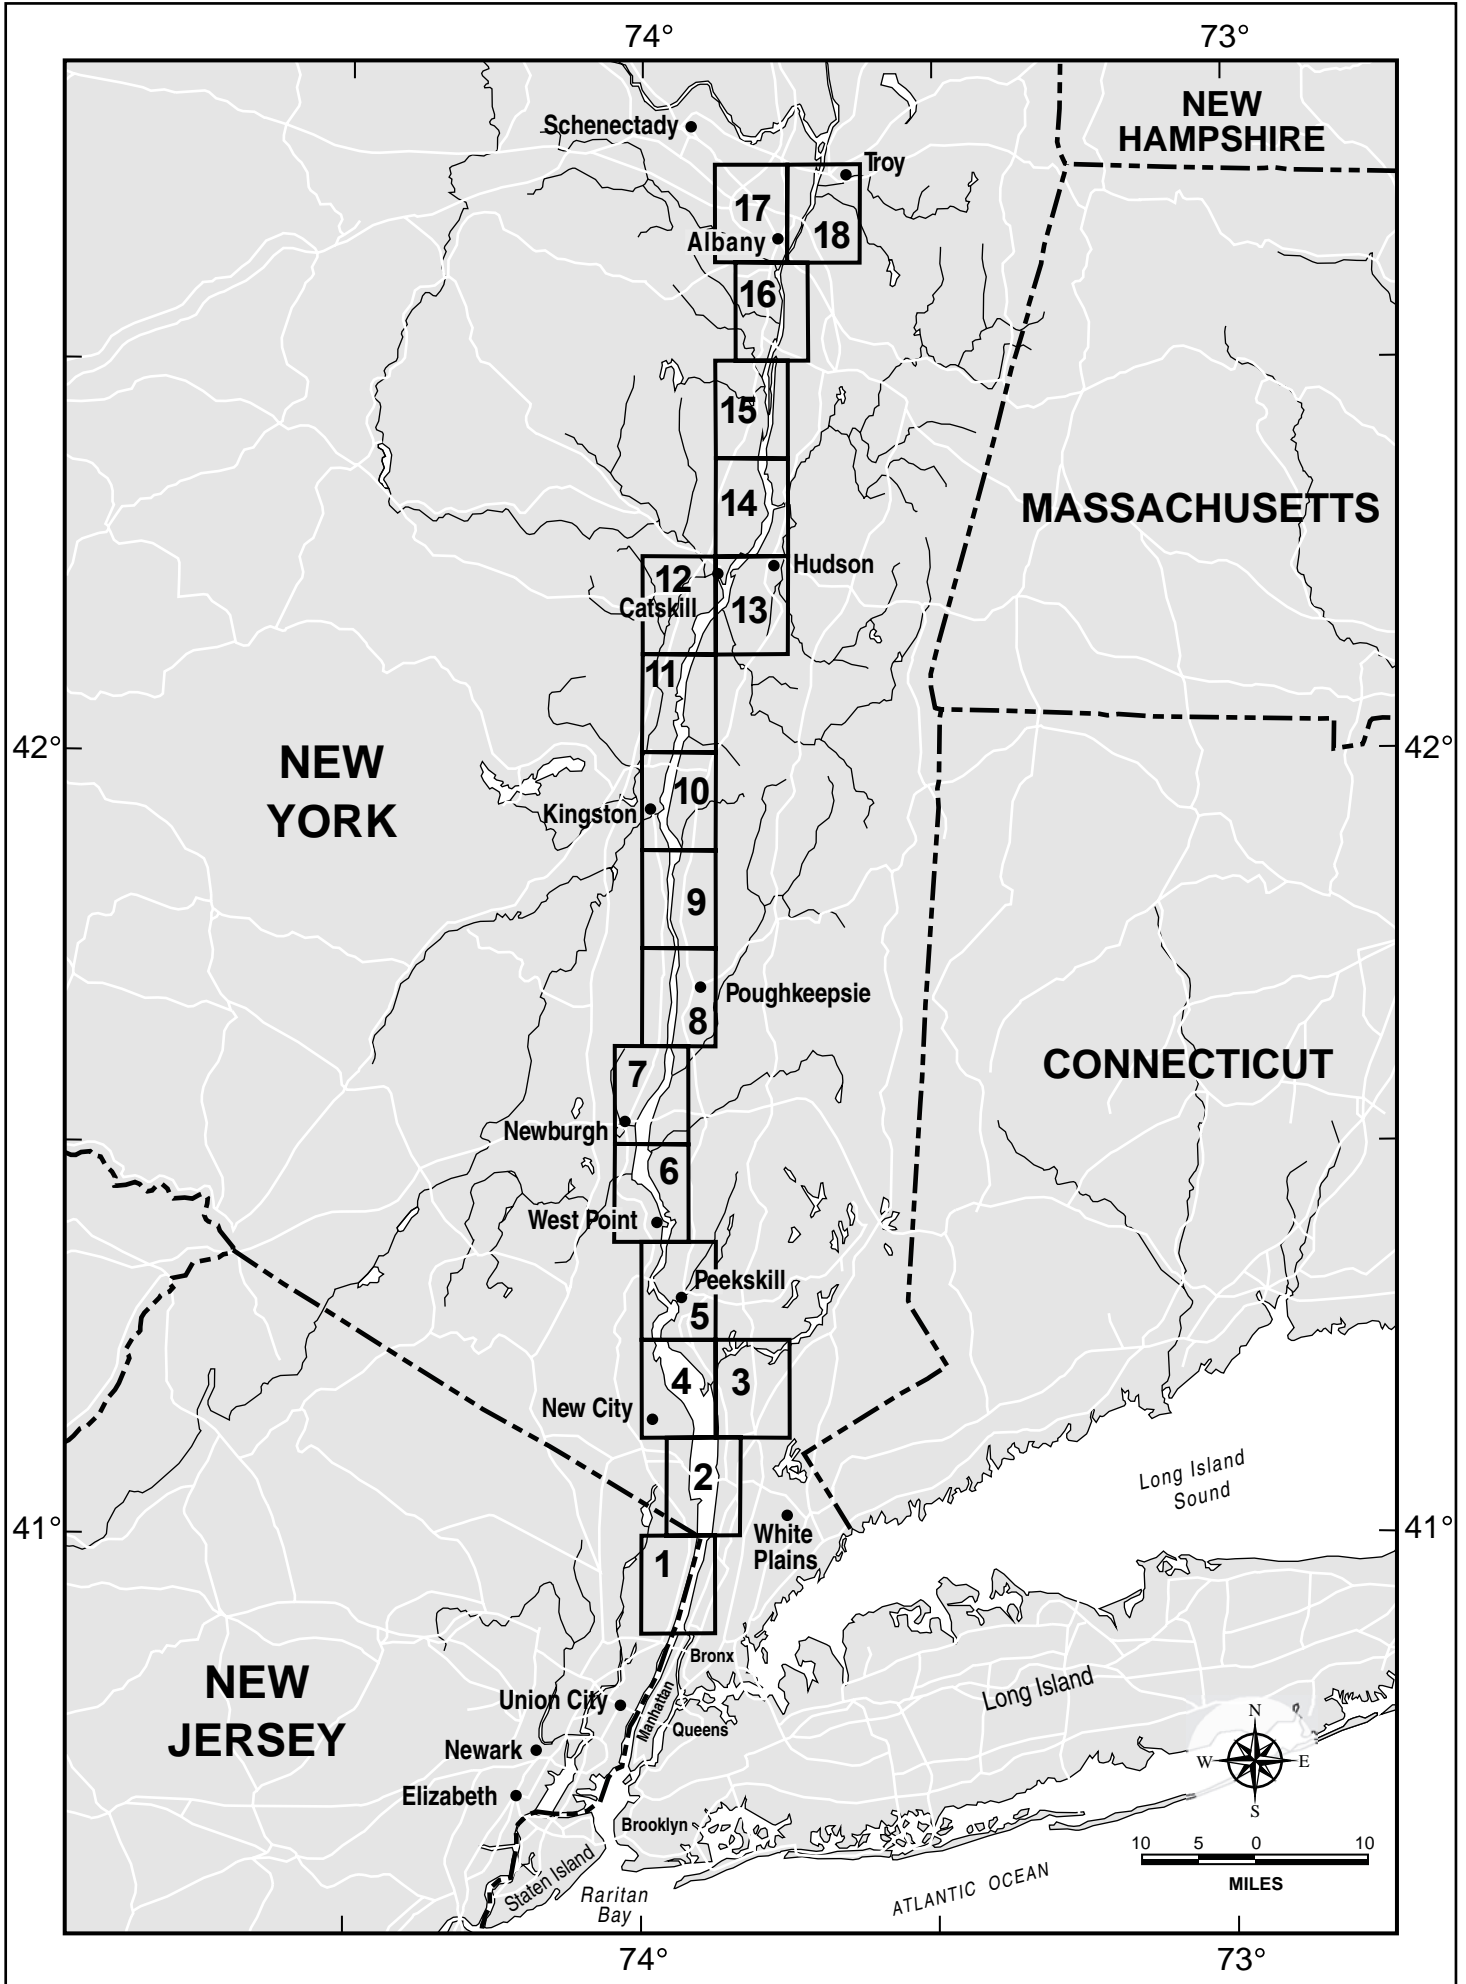 74°
73°
NEW
HAMPSHIRE
Schenectady
Troy
17
Albany
18
16
15
14
MASSACHUSETTS
12
Hudson
Catskill
13
11
42°
42°
NEW
YORK
10
Kingston
9
Poughkeepsie
8
CONNECTICUT
7
Newburgh
6
West Point
Peekskill
5
4
3
New City
2
Long Island
Sound
41°
41°
White
Plains
1
Bronx
NEW
JERSEY
Union City
Manhattan
Queens
Long Island
Newark
Elizabeth
Brooklyn
Staten Island
Raritan
Bay
ATLANTIC OCEAN
N
W
E
S
10
5
0
10
MILES
74°
73°